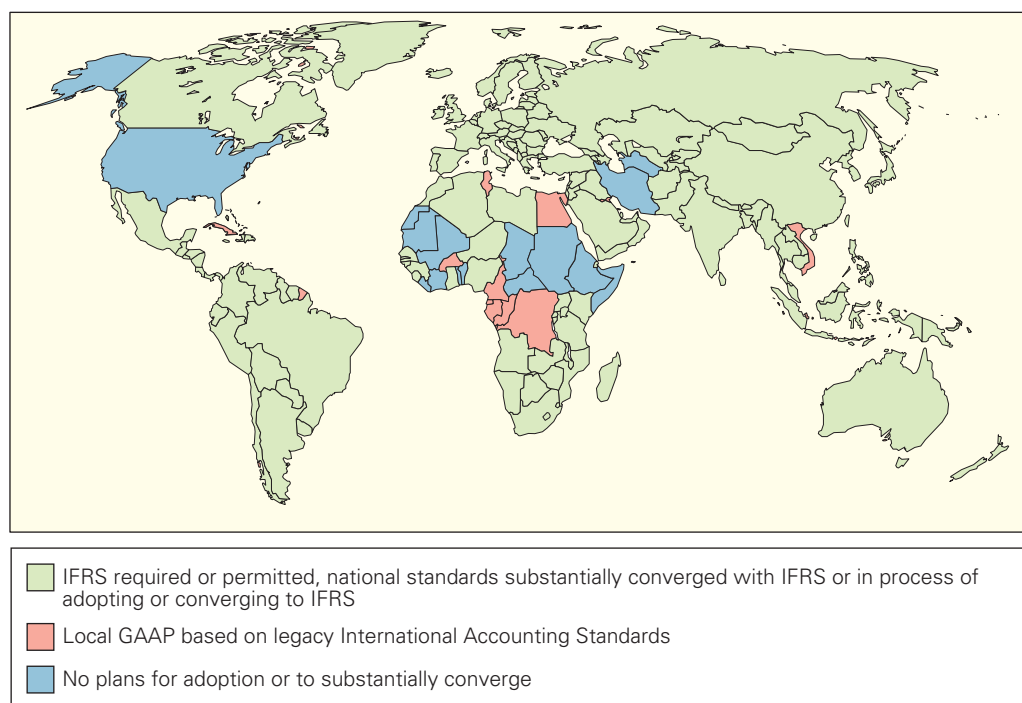 IFRS required or permitted, national standards substantially converged with IFRS or in process of
adopting or converging to IFRS
Local GAAP based on legacy International Accounting Standards
No plans for adoption or to substantially converge